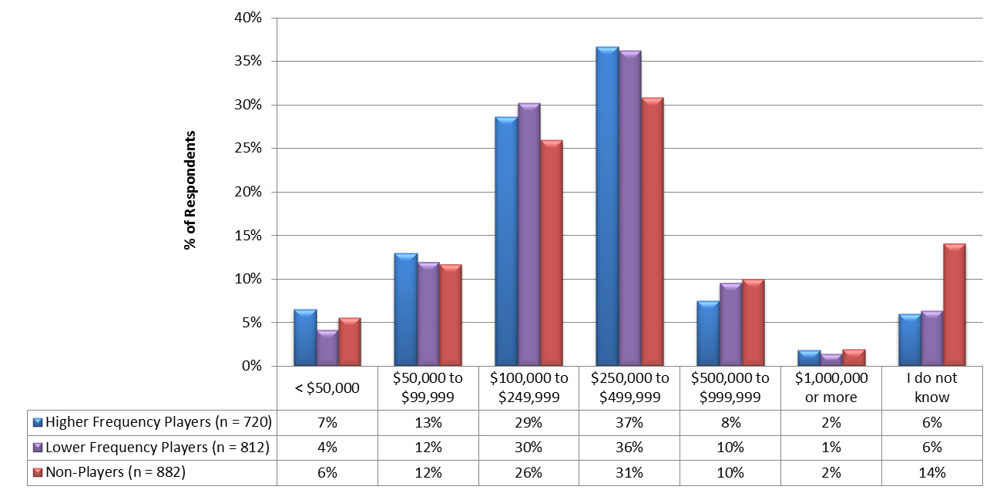 40%
35%
30%
25%
20%
15%
10%
5%
0%
% of Respondents
< $50,000
$50,000 to
$99,999
$100,000 to
$249,999
$250,000 to
$499,999
$500,000 to
$999,999
$1,000,000
or more
I do not
know
Higher Frequency Players (n = 720) 7% 13% 29% 37% 8% 2% 6%
Lower Frequency Players (n = 812) 4% 12% 30% 36% 10% 1% 6%
Non-Players (n = 882) 6% 12% 26% 31% 10% 2% 14%